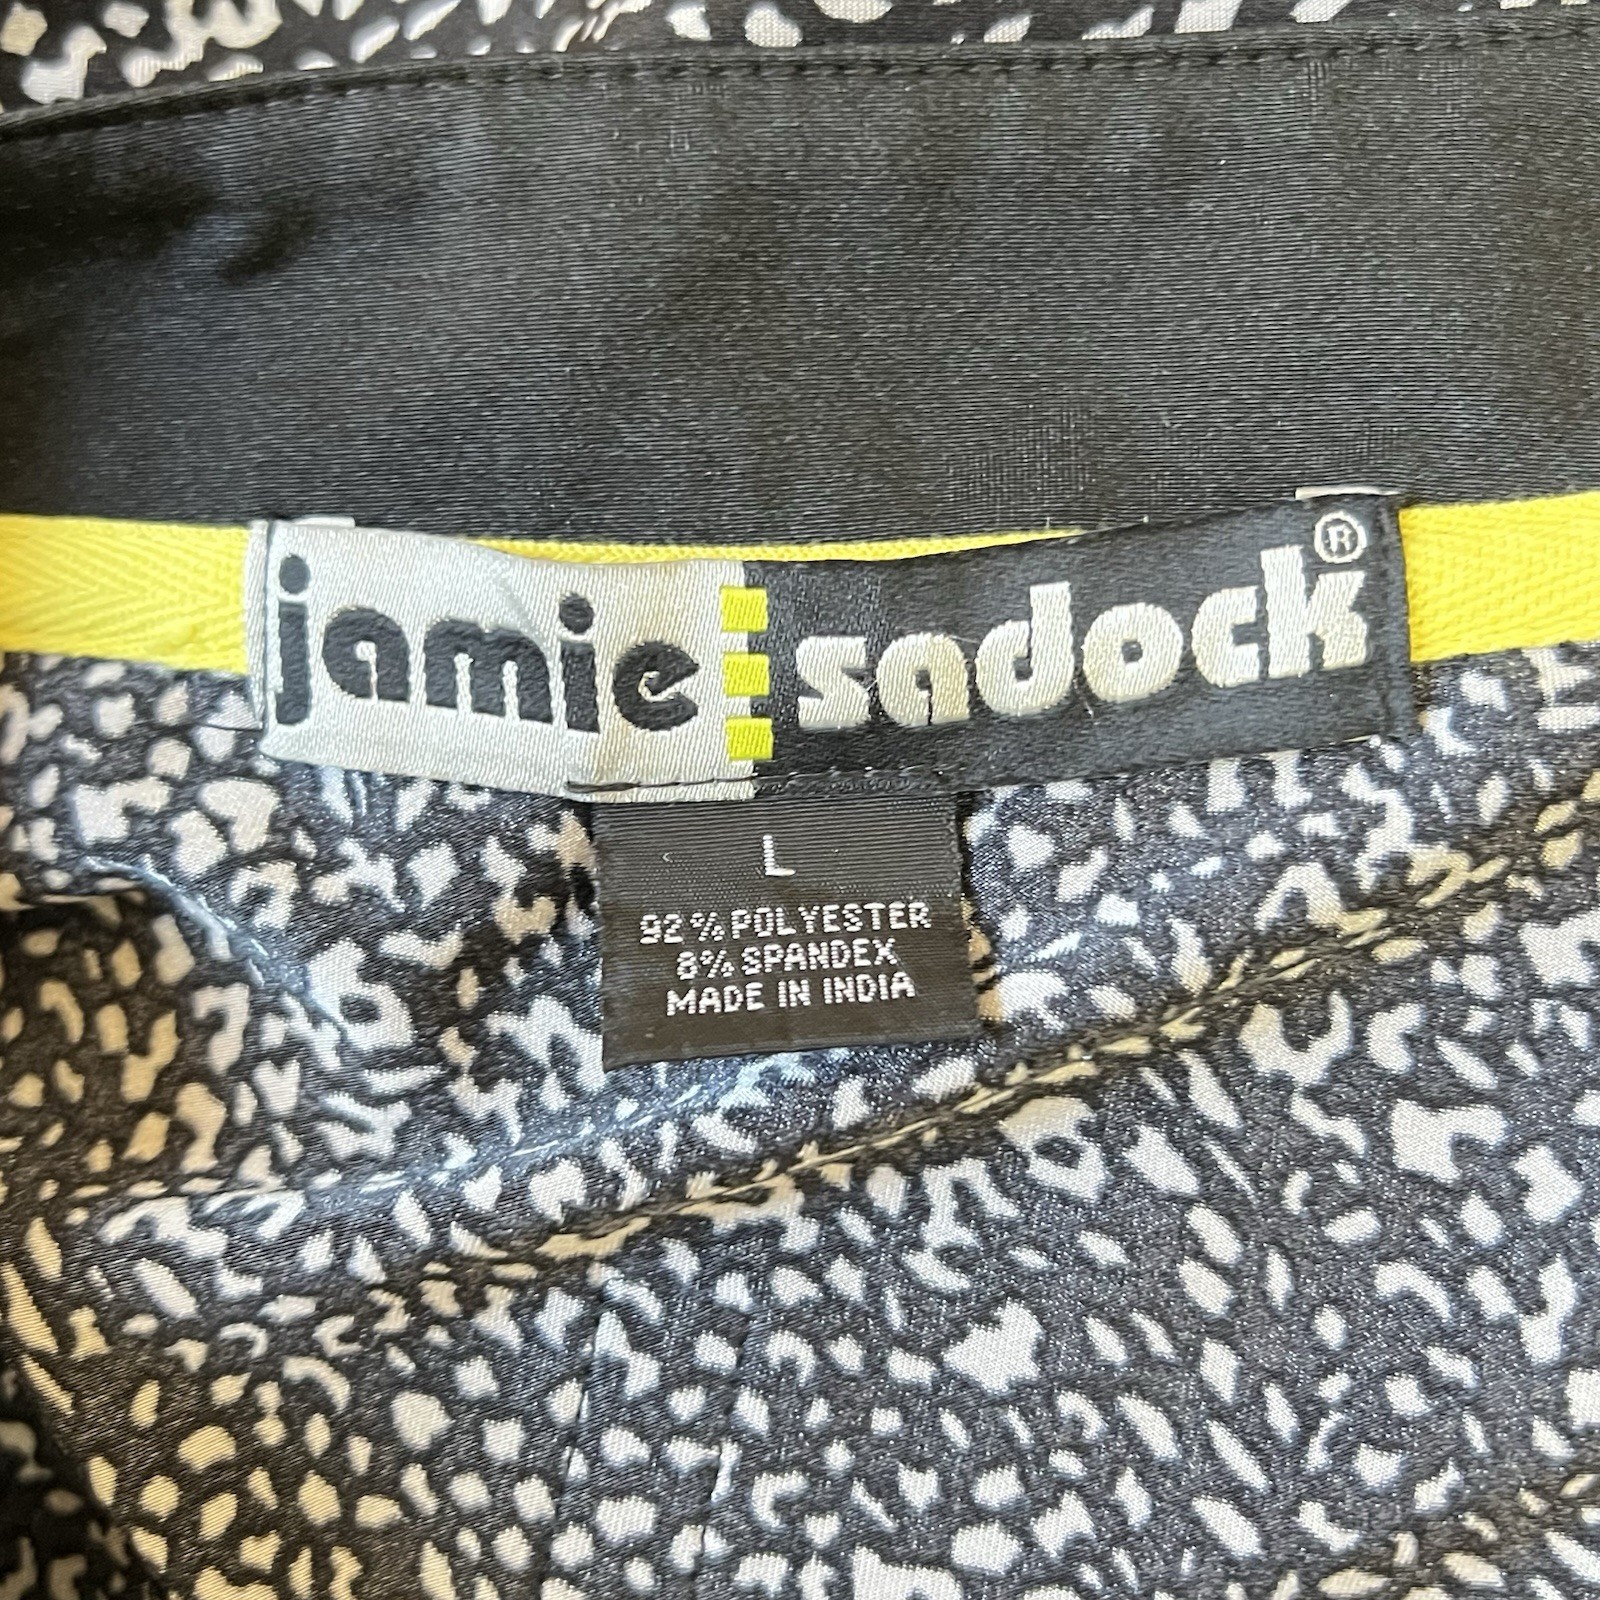 jamie sadock®
L
92% POLYESTER
8% SPANDEX
MADE IN INDIA